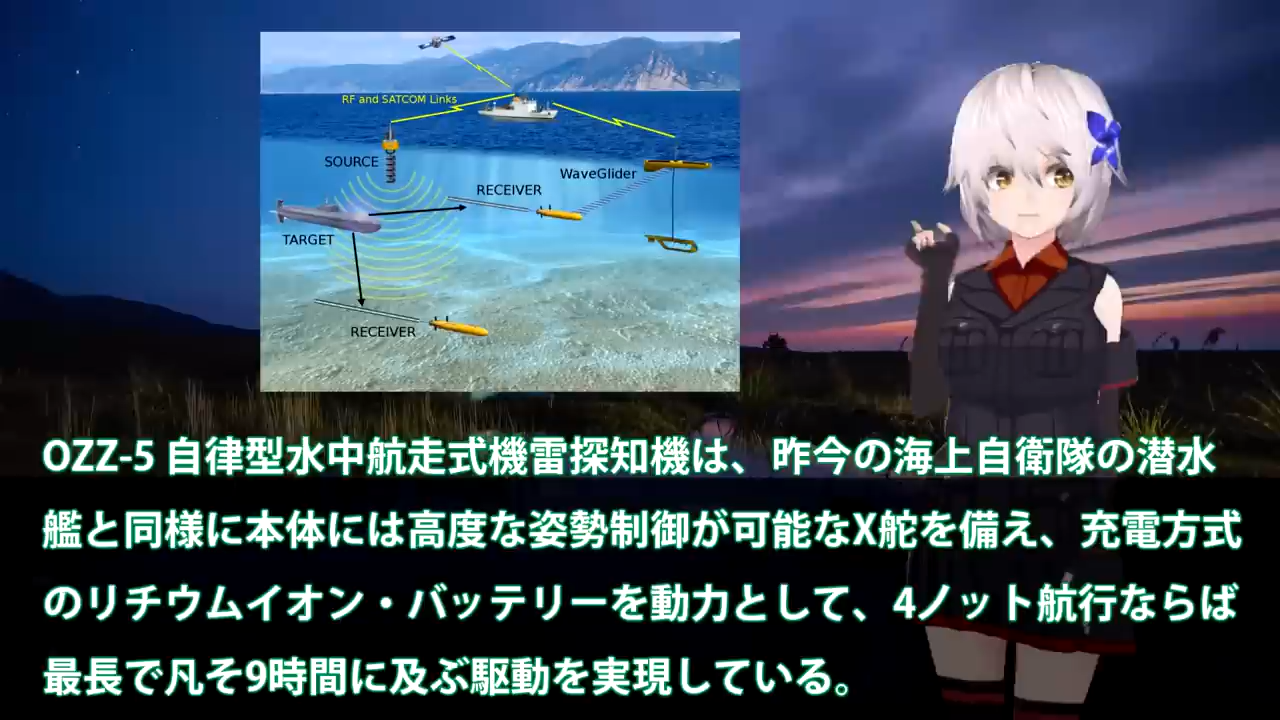 RF and SATCOM Links
SOURCE
WaveGlider
RECEIVER
TARGET
RECEIVER
OZZ-5 自律型水中航走式機雷探知機は、昨今の海上自衛隊の潜水
艦と同様に本体には高度な姿勢制御が可能なX舵を備え、充電方式
のリチウムイオン・バッテリーを動力として、4ノット航行ならば
最長で凡そ9時間に及ぶ駆動を実現している。